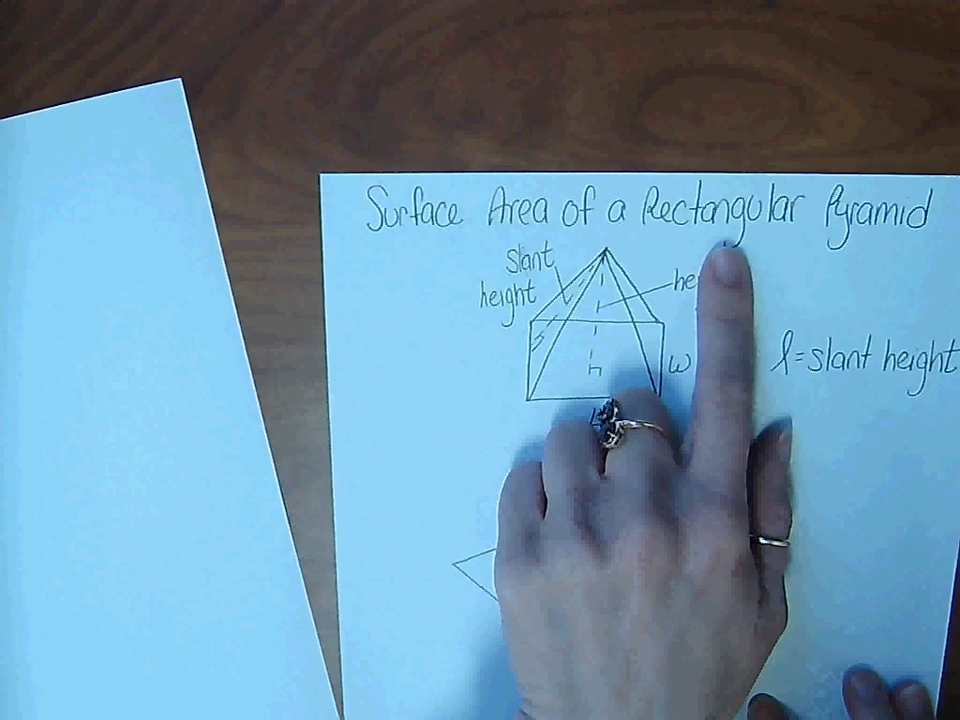 Surface Area of a Rectangular Pyramid
slant
height
w
l = slant height